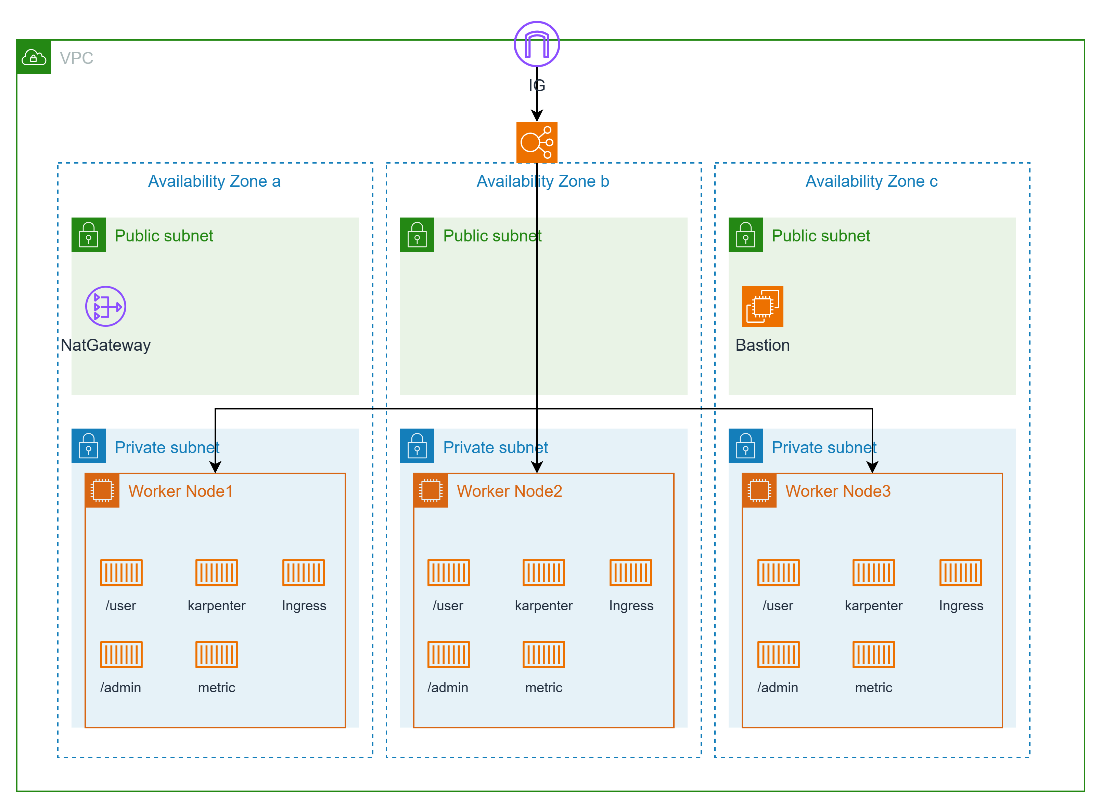 VPC
IG
Availability Zone a
Availability Zone b
Availability Zone c
Public subnet
Public subnet
Public subnet
NatGateway
Bastion
Private subnet
Private subnet
Private subnet
Worker Node1
Worker Node2
Worker Node3
/user
karpenter
Ingress
/user
karpenter
Ingress
/user
karpenter
Ingress
/admin
metric
/admin
metric
/admin
metric